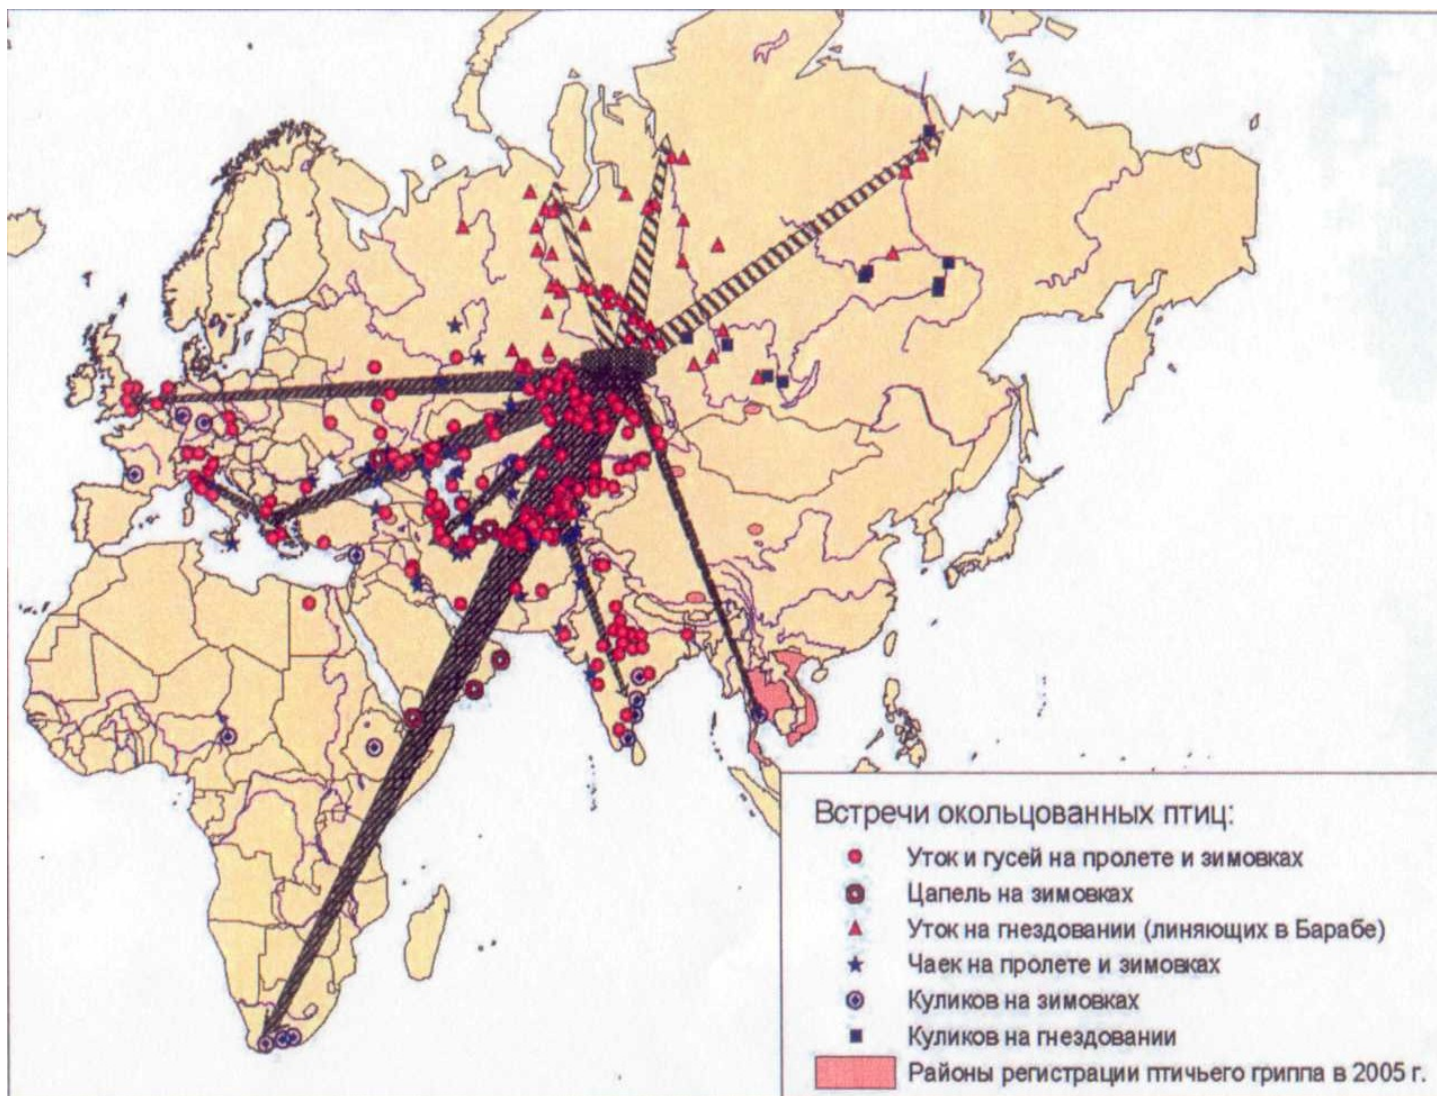 Встречи окольцованных птиц:
Уток и гусей на пролете и зимовках
Цапель на зимовках
Уток на гнездовании (линяющих в Барабе)
Чаек на пролете и зимовках
Куликов на зимовках
Куликов на гнездовании
Районы регистрации птичьего гриппа в 2005 г.